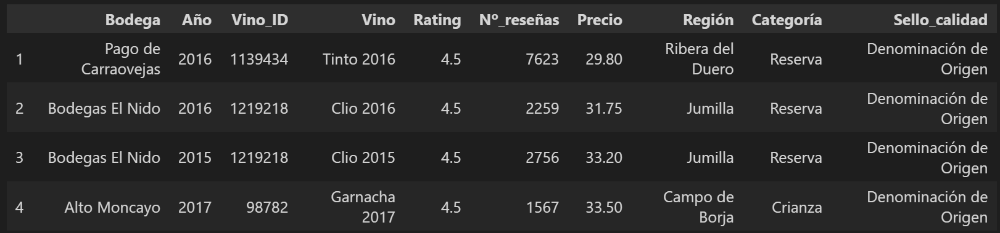 Bodega Año Vino_ID Vino Rating Nº_reseñas Precio Región Categoría Sello_calidad
1 Pago de Carraovejas 2016 1139434 Tinto 2016 4.5 7623 29.80 Ribera del Duero Reserva Denominación de Origen
2 Bodegas El Nido 2016 1219218 Clio 2016 4.5 2259 31.75 Jumilla Reserva Denominación de Origen
3 Bodegas El Nido 2015 1219218 Clio 2015 4.5 2756 33.20 Jumilla Reserva Denominación de Origen
4 Alto Moncayo 2017 98782 Garnacha 2017 4.5 1567 33.50 Campo de Borja Crianza Denominación de Origen